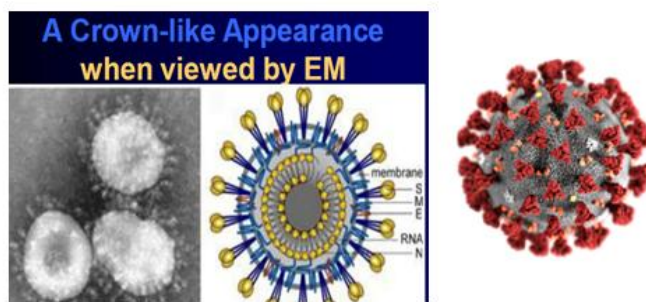 A Crown-like Appearance
when viewed by EM
membrane
S
M
E
RNA
N